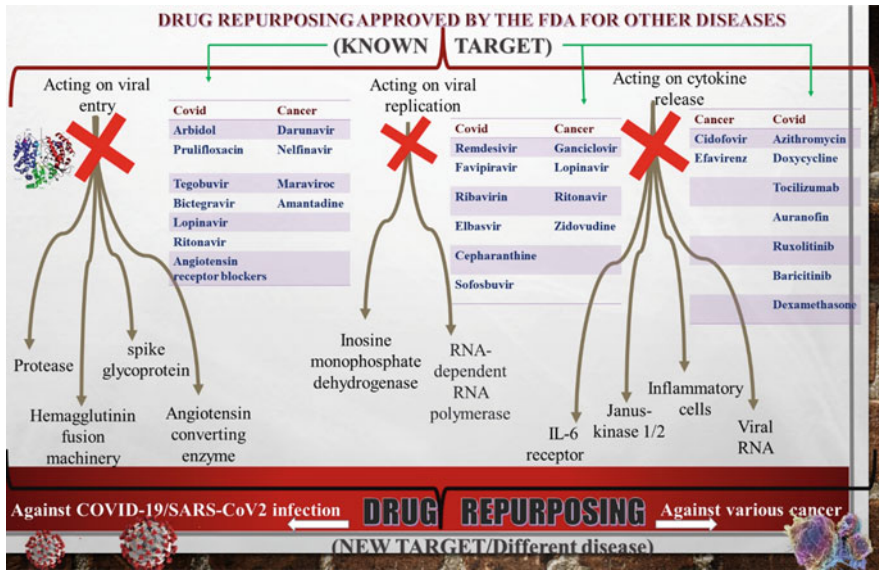 DRUG REPURPOSING APPROVED BY THE FDA FOR OTHER DISEASES
(KNOWN TARGET)
Acting on viral
entry
Covid Cancer
Arbidol Darunavir
Prulifloxacin Nelfinavir
Tegobuvir Maraviroc
Bictegravir Amantadine
Lopinavir
Ritonavir
Angiotensin
receptor blockers
Protease
Hemagglutinin
fusion
machinery
spike
glycoprotein
Angiotensin
converting
enzyme
Acting on viral
replication
Covid Cancer
Remdesivir Ganciclovir
Favipiravir Lopinavir
Ribavirin Ritonavir
Elbasvir Zidovudine
Cepharanthine
Sofosbuvir
Inosine
monophosphate
dehydrogenase
RNA-
dependent
RNA
polymerase
Acting on cytokine
release
Cancer Covid
Cidofovir Azithromycin
Efavirenz Doxycycline
Tocilizumab
Auranofin
Ruxolitinib
Baricitinib
Dexamethasone
IL-6
receptor
Janus-
kinase 1/2
Inflammatory
cells
Viral
RNA
Against COVID-19/SARS-CoV2 infection
DRUG REPURPOSING
Against various cancer
(NEW TARGET/Different disease)